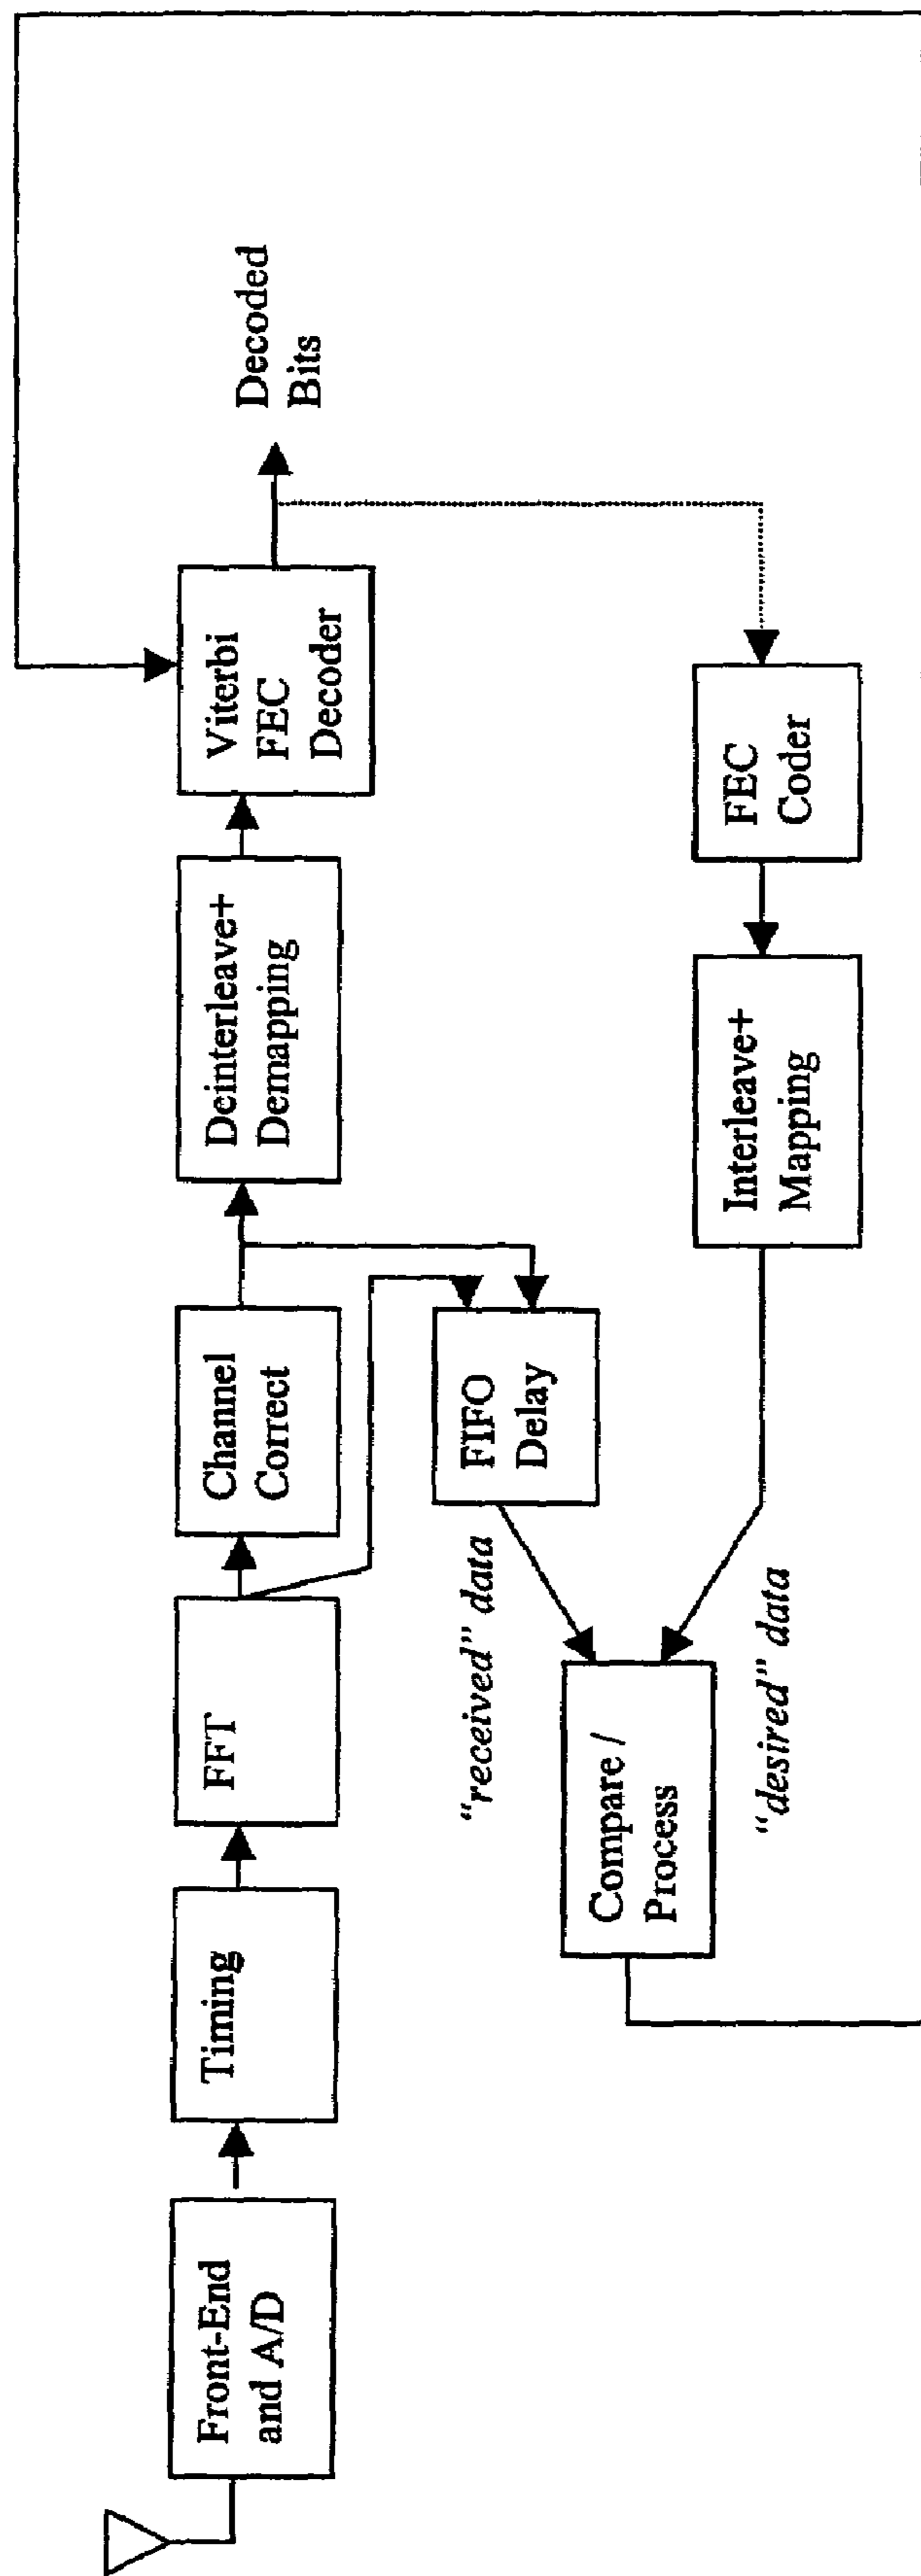 Front-End
and A/D
Timing
FFT
Channel
Correct
Deinterleave+
Demapping
Viterbi
FEC
Decoder
Decoded
Bits
FIFO
Delay
"received" data
Compare /
Process
"desired" data
Interleave+
Mapping
FEC
Coder